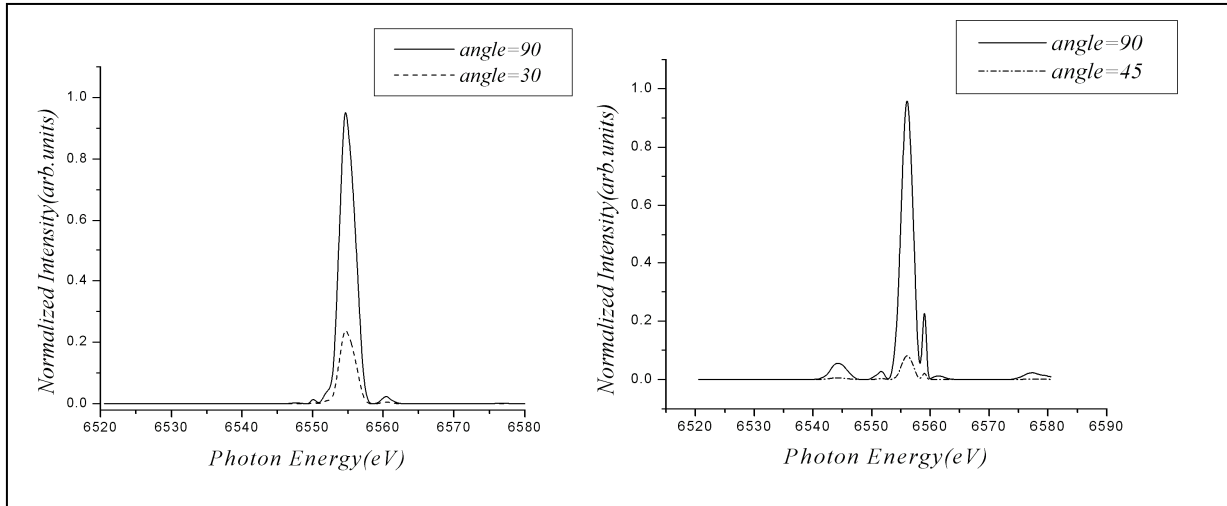 angle=90
angle=30
Normalized Intensity(arb.units)
1.0
0.8
0.6
0.4
0.2
0.0
6520 6530 6540 6550 6560 6570 6580
Photon Energy(eV)
angle=90
angle=45
Normalized Intensity(arb.units)
1.0
0.8
0.6
0.4
0.2
0.0
6520 6530 6540 6550 6560 6570 6580 6590
Photon Energy(eV)